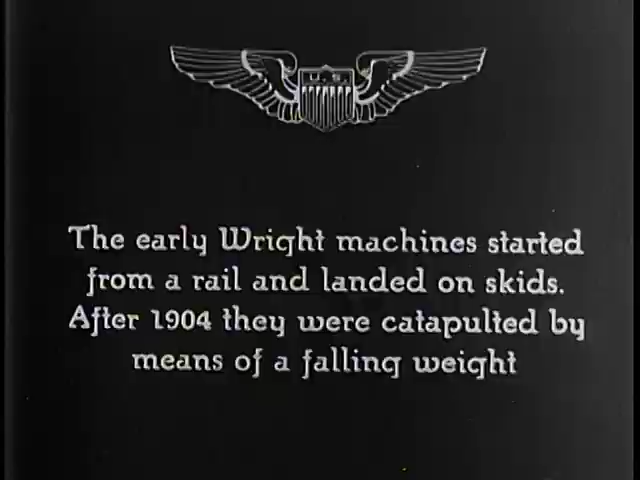 U.S.
The early Wright machines started
from a rail and landed on skids.
After 1904 they were catapulted by
means of a falling weight